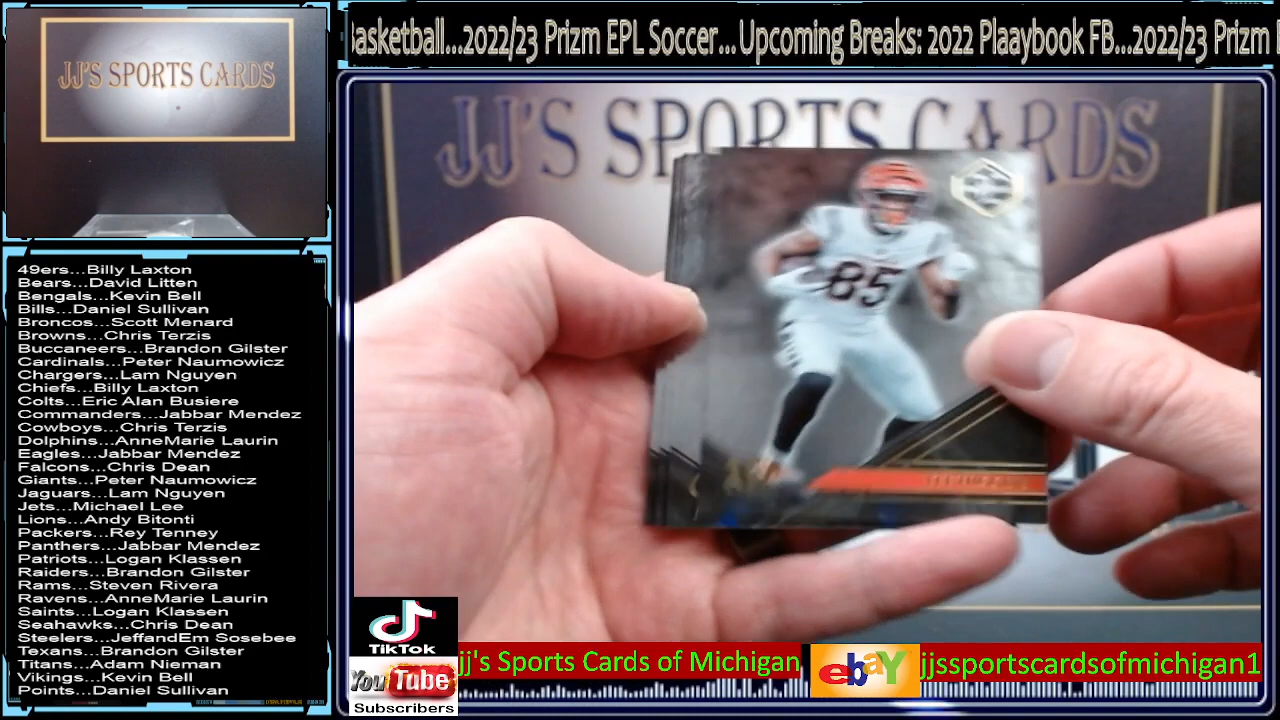 JJ'S SPORTS CARDS
Basketball...2022/23 Prizm EPL Soccer...Upcoming Breaks: 2022 Plaaybook FB...2022/23 Prizm
JJ'S SPORTS CARDS
85
49ers...Billy Laxton
Bears...David Litten
Bengals...Kevin Bell
Bills...Daniel Sullivan
Broncos...Scott Menard
Browns...Chris Terzis
Buccaneers...Brandon Gilster
Cardinals...Peter Naumowicz
Chargers...Lam Nguyen
Chiefs...Billy Laxton
Colts...Eric Alan Busiere
Commanders...Jabbar Mendez
Cowboys...Chris Terzis
Dolphins...AnneMarie Laurin
Eagles...Jabbar Mendez
Falcons...Chris Dean
Giants...Peter Naumowicz
Jaguars...Lam Nguyen
Jets...Michael Lee
Lions...Andy Bitonti
Packers...Rey Tenney
Panthers...Jabbar Mendez
Patriots...Logan Klassen
Raiders...Brandon Gilster
Rams...Steven Rivera
Ravens...AnneMarie Laurin
Saints...Logan Klassen
Seahawks...Chris Dean
Steelers...JeffandEm Sosebee
Texans...Brandon Gilster
Titans...Adam Nieman
Vikings...Kevin Bell
Points...Daniel Sullivan
TikTok
YouTube
Subscribers
jj's Sports Cards of Michigan
ebay
jjssportscardsofmichigan1